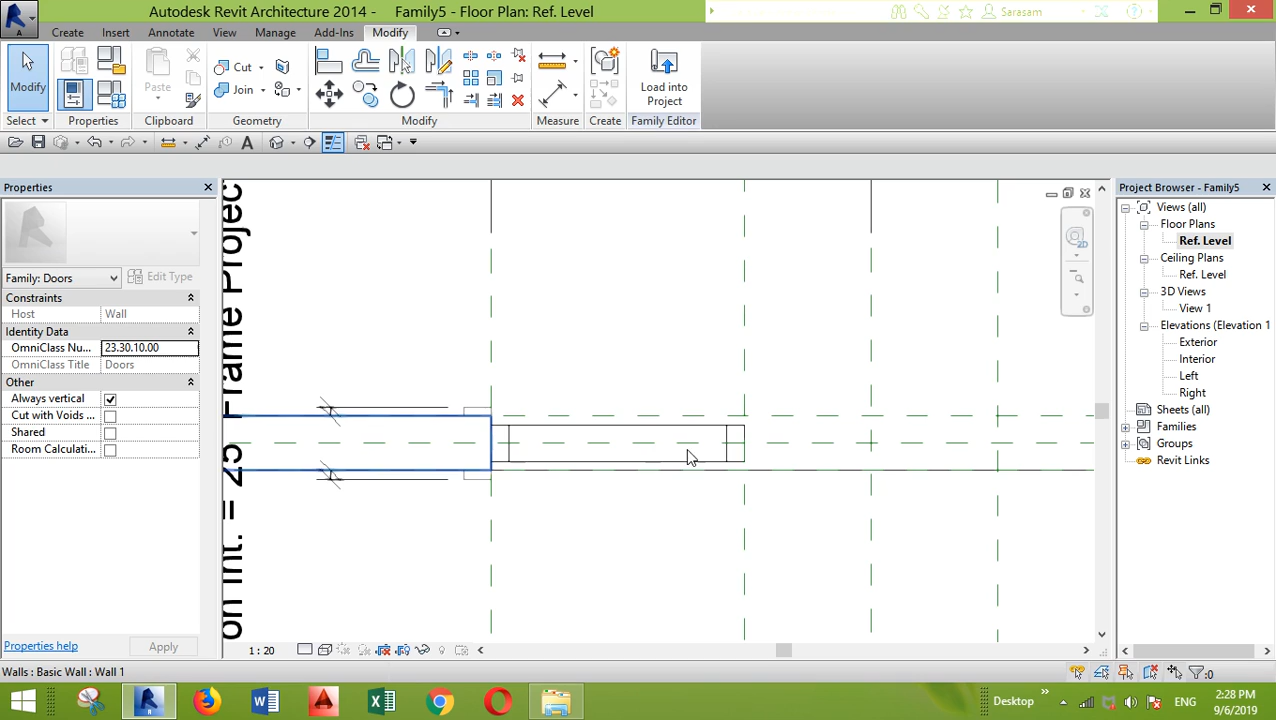 Autodesk Revit Architecture 2014 - Family5 - Floor Plan: Ref. Level
Sarasam
Create Insert Annotate View Manage Add-Ins Modify
Modify
Paste
Cut
Join
Load into
Project
Select Properties Clipboard Geometry Modify Measure Create Family Editor
Properties
Family: Doors
Edit Type
Constraints
Host Wall
Identity Data
OmniClass Nu... 23.30.10.00
OmniClass Title Doors
Other
Always vertical
Cut with Voids ...
Shared
Room Calculati...
Properties help
Apply
on Int. = 25
Frame Projec
2D
1 : 20
Project Browser - Family5
Views (all)
Floor Plans
Ref. Level
Ceiling Plans
Ref. Level
3D Views
View 1
Elevations (Elevation 1
Exterior
Interior
Left
Right
Sheets (all)
Families
Groups
Revit Links
Walls : Basic Wall : Wall 1
:0
Desktop
ENG
2:28 PM
9/6/2019